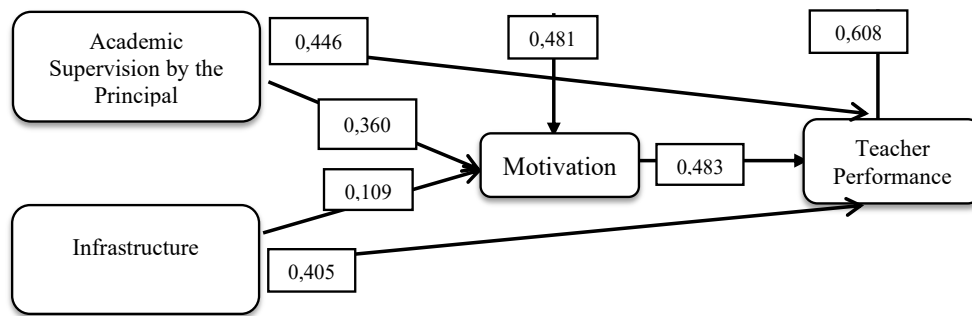 Academic
Supervision by the
Principal
0,446
0,481
0,608
0,360
Motivation
0,483
Teacher
Performance
0,109
Infrastructure
0,405